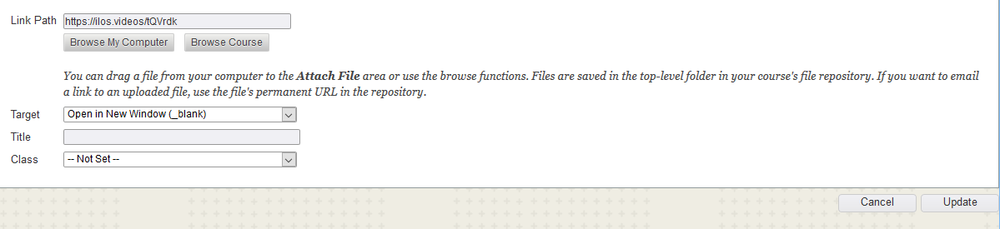 Link Path https://ilos.videos/tQVrdk
Browse My Computer Browse Course
You can drag a file from your computer to the Attach File area or use the browse functions. Files are saved in the top-level folder in your course's file repository. If you want to email
a link to an uploaded file, use the file's permanent URL in the repository.
Target Open in New Window (_blank)
Title
Class -- Not Set --
Cancel Update